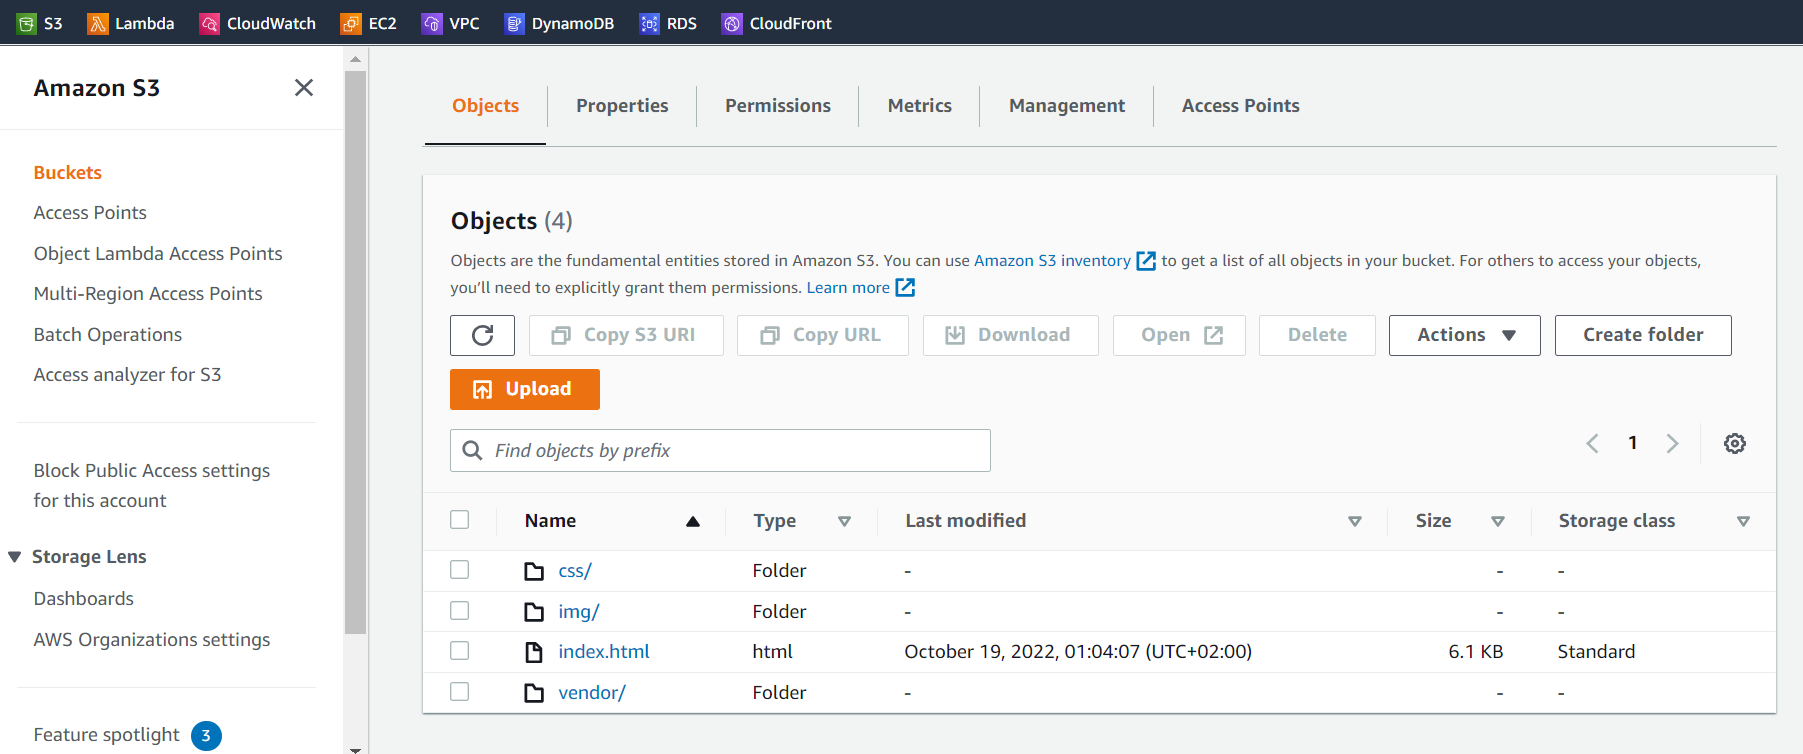 S3 Lambda CloudWatch EC2 VPC DynamoDB RDS CloudFront
Amazon S3
Buckets
Access Points
Object Lambda Access Points
Multi-Region Access Points
Batch Operations
Access analyzer for S3
Block Public Access settings
for this account
Storage Lens
Dashboards
AWS Organizations settings
Feature spotlight 3
Objects Properties Permissions Metrics Management Access Points
Objects (4)
Objects are the fundamental entities stored in Amazon S3. You can use Amazon S3 inventory to get a list of all objects in your bucket. For others to access your objects,
you’ll need to explicitly grant them permissions. Learn more
Copy S3 URI Copy URL Download Open Delete Actions Create folder
Upload
Find objects by prefix 1
Name Type Last modified Size Storage class
css/ Folder - - -
img/ Folder - - -
index.html html October 19, 2022, 01:04:07 (UTC+02:00) 6.1 KB Standard
vendor/ Folder - - -